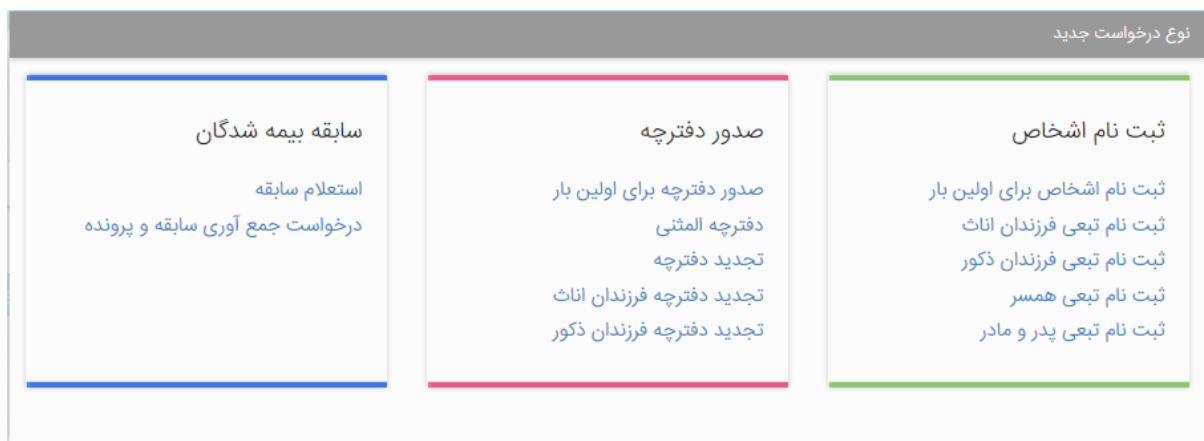 نوع درخواست جدید
ثبت نام اشخاص
ثبت نام اشخاص برای اولین بار
ثبت نام تبعی فرزندان اناث
ثبت نام تبعی فرزندان ذکور
ثبت نام تبعی همسر
ثبت نام تبعی پدر و مادر
صدور دفترچه
صدور دفترچه برای اولین بار
دفترچه المثنی
تجدید دفترچه
تجدید دفترچه فرزندان اناث
تجدید دفترچه فرزندان ذکور
سابقه بیمه شدگان
استعلام سابقه
درخواست جمع آوری سابقه و پرونده